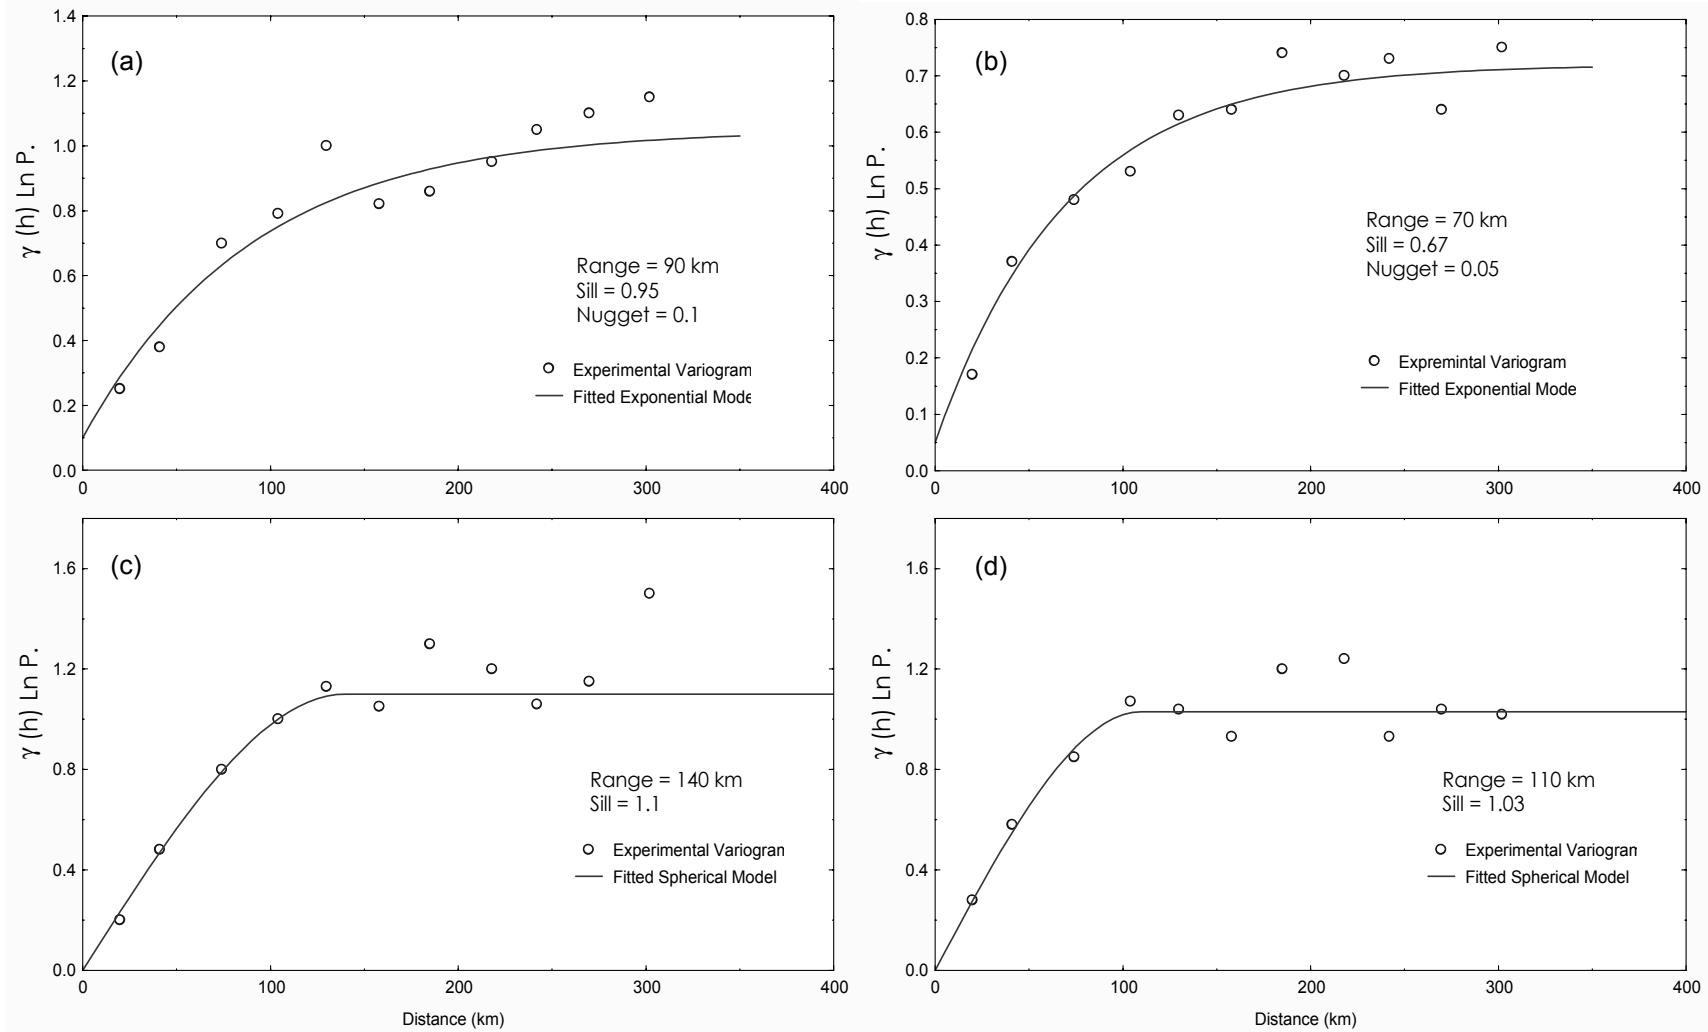 (a)
γ (h) Ln P.
1.4
1.2
1.0
0.8
0.6
0.4
0.2
0.0
0
100
200
300
400
Range = 90 km
Sill = 0.95
Nugget = 0.1
Experimental Variogram
Fitted Exponential Mode
(b)
γ (h) Ln P.
0.8
0.7
0.6
0.5
0.4
0.3
0.2
0.1
0.0
0
100
200
300
400
Range = 70 km
Sill = 0.67
Nugget = 0.05
Expremintal Variogram
Fitted Exponential Mode
(c)
γ (h) Ln P.
1.6
1.2
0.8
0.4
0.0
0
100
200
300
400
Range = 140 km
Sill = 1.1
Experimental Variogran
Fitted Spherical Model
Distance (km)
(d)
γ (h) Ln P.
1.6
1.2
0.8
0.4
0.0
0
100
200
300
400
Range = 110 km
Sill = 1.03
Experimental Variogran
Fitted Spherical Model
Distance (km)